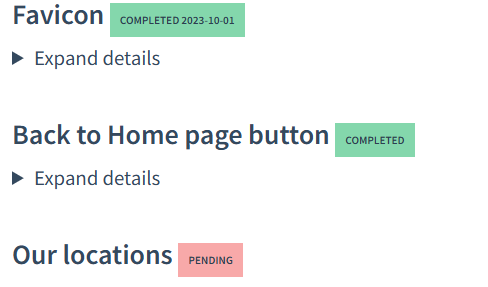 Favicon COMPLETED 2023-10-01
Expand details
Back to Home page button COMPLETED
Expand details
Our locations PENDING